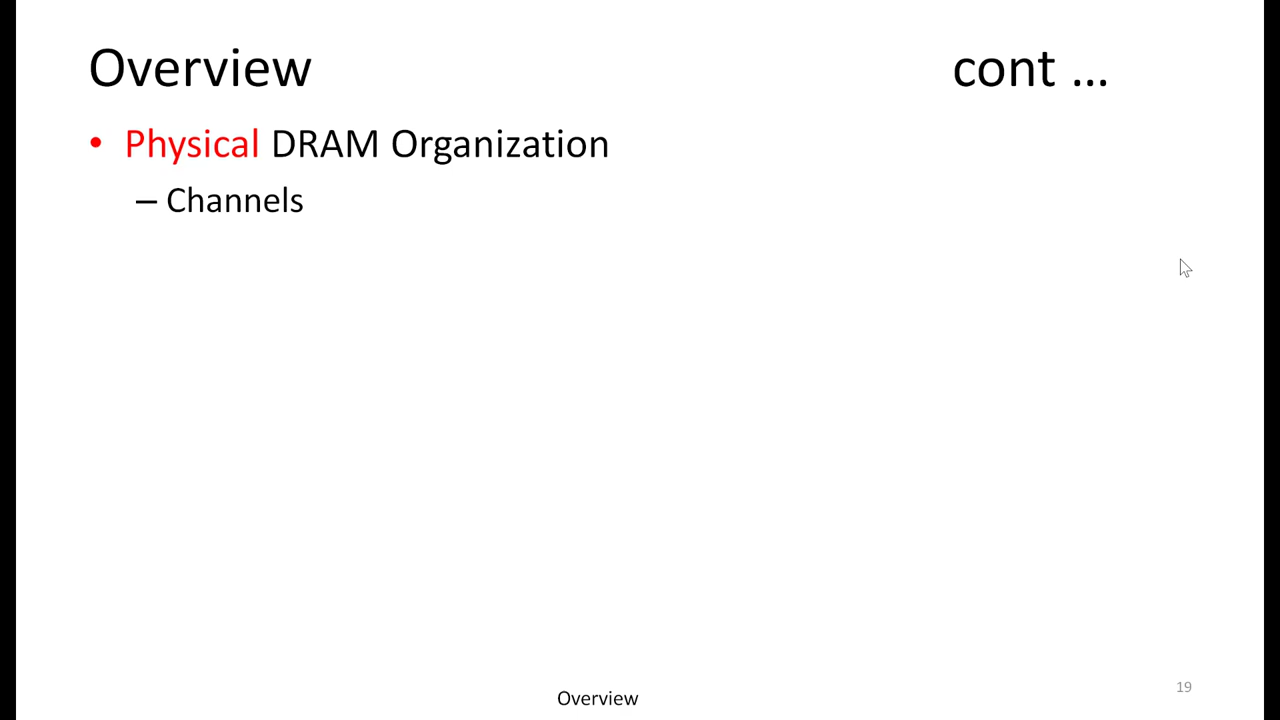 Overview cont ...
• Physical DRAM Organization
– Channels
Overview
19